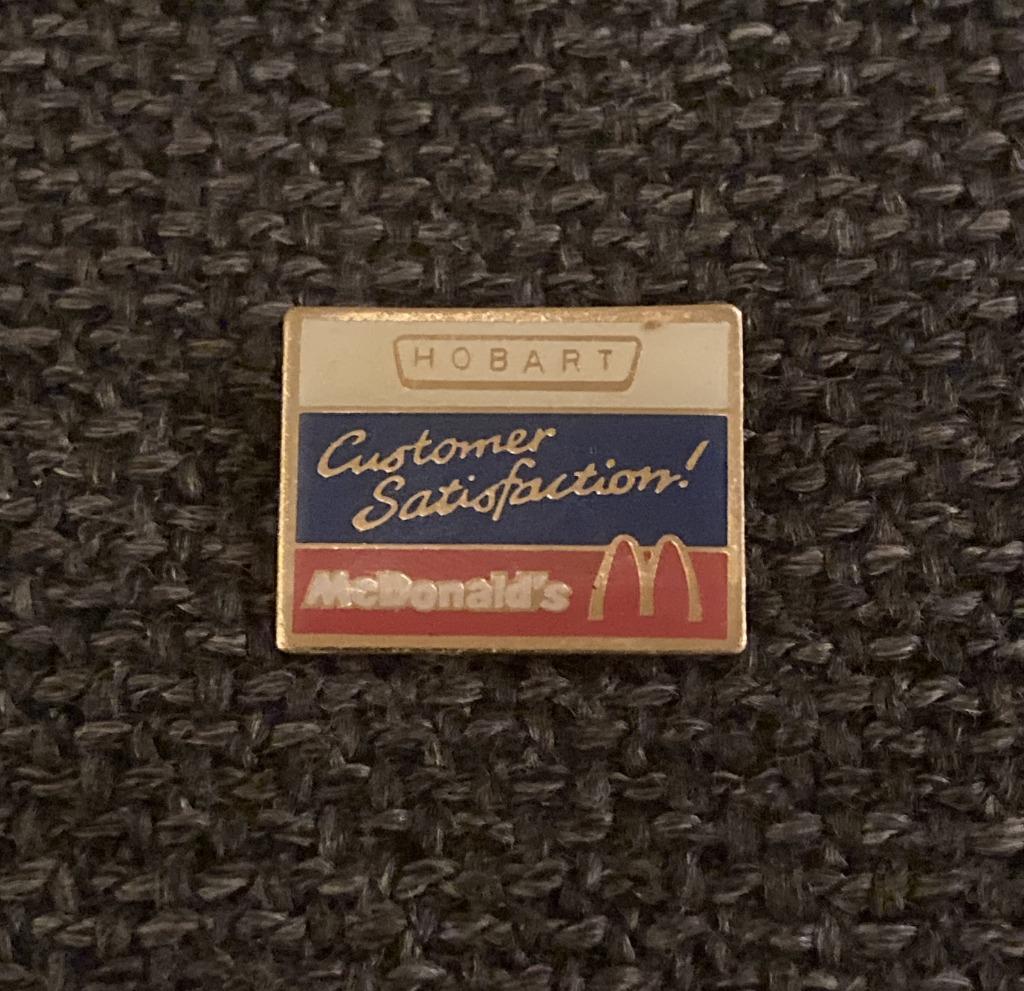 HOBART
Customer
Satisfaction!
McDonald's